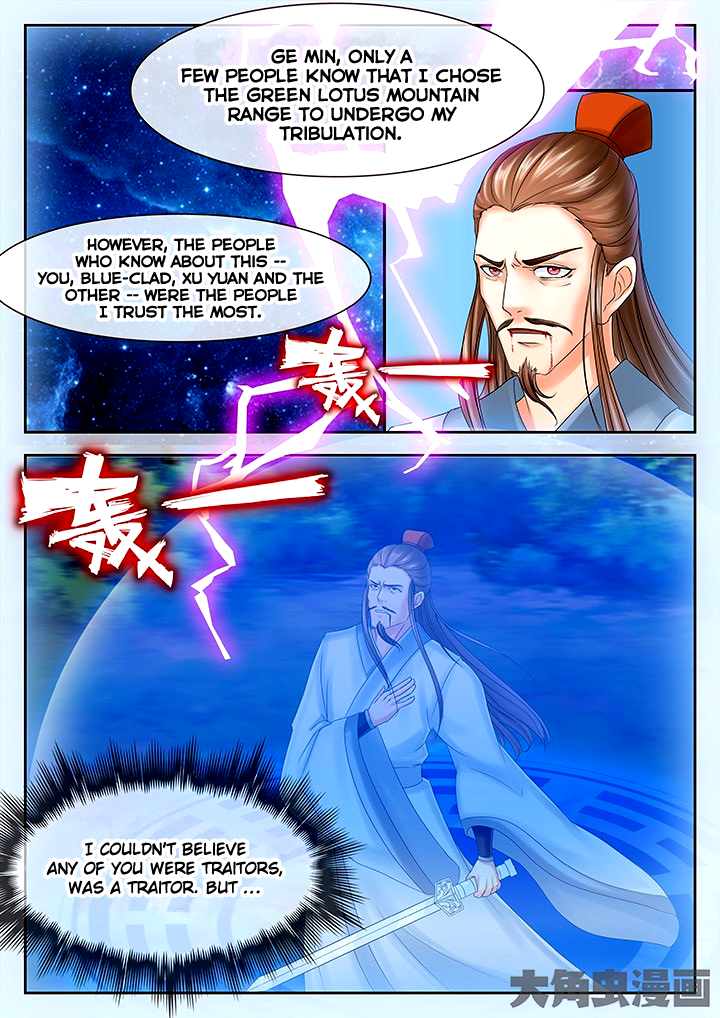 GE MIN, ONLY A
FEW PEOPLE KNOW THAT I CHOSE
THE GREEN LOTUS MOUNTAIN
RANGE TO UNDERGO MY
TRIBULATION.
HOWEVER, THE PEOPLE
WHO KNOW ABOUT THIS --
YOU, BLUE-CLAD, XU YUAN AND THE
OTHER -- WERE THE PEOPLE
I TRUST THE MOST.
轰一
轰一
I COULDN'T BELIEVE
ANY OF YOU WERE TRAITORS,
WAS A TRAITOR. BUT ...
大角虫漫画